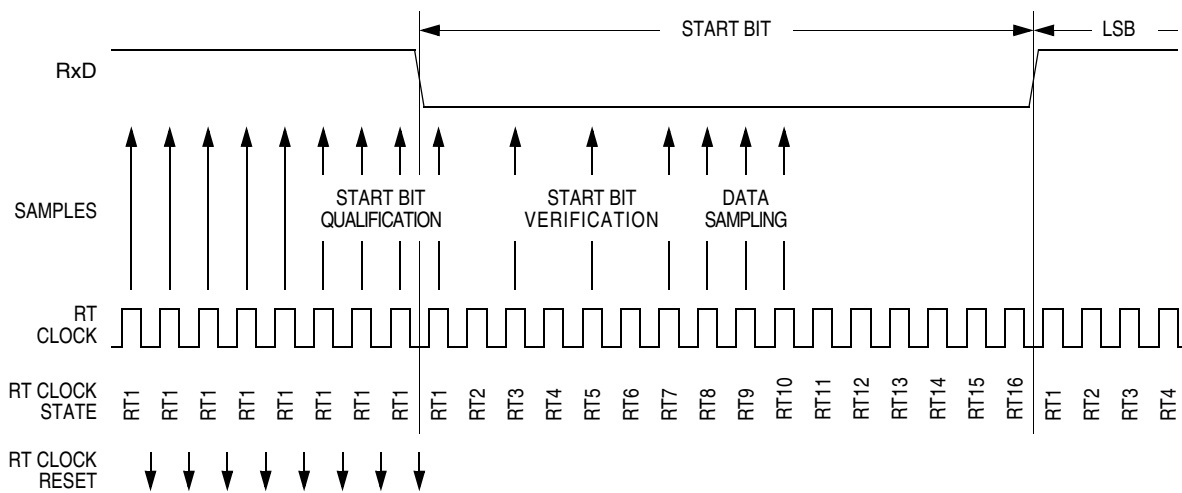 START BIT
LSB
RxD
SAMPLES
START BIT
QUALIFICATION
START BIT
VERIFICATION
DATA
SAMPLING
RT
CLOCK
RT CLOCK
STATE
RT1 RT1 RT1 RT1 RT1 RT1 RT1 RT1 RT1 RT2 RT3 RT4 RT5 RT6 RT7 RT8 RT9 RT10 RT11 RT12 RT13 RT14 RT15 RT16 RT1 RT2 RT3 RT4
RT CLOCK
RESET